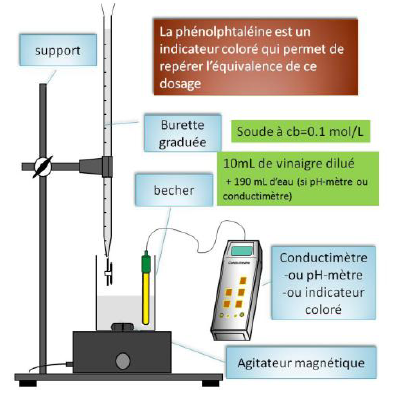 La phénolphtaléine est un
indicateur coloré qui permet de
repérer l'équivalence de ce
dosage
support
Burette
graduée
Soude à cb=0.1 mol/L
10mL de vinaigre dilué
+ 190 mL d'eau (si pH-mètre ou
conductimètre)
becher
Conductimètre
-ou pH-mètre
-ou indicateur
coloré
Agitateur magnétique